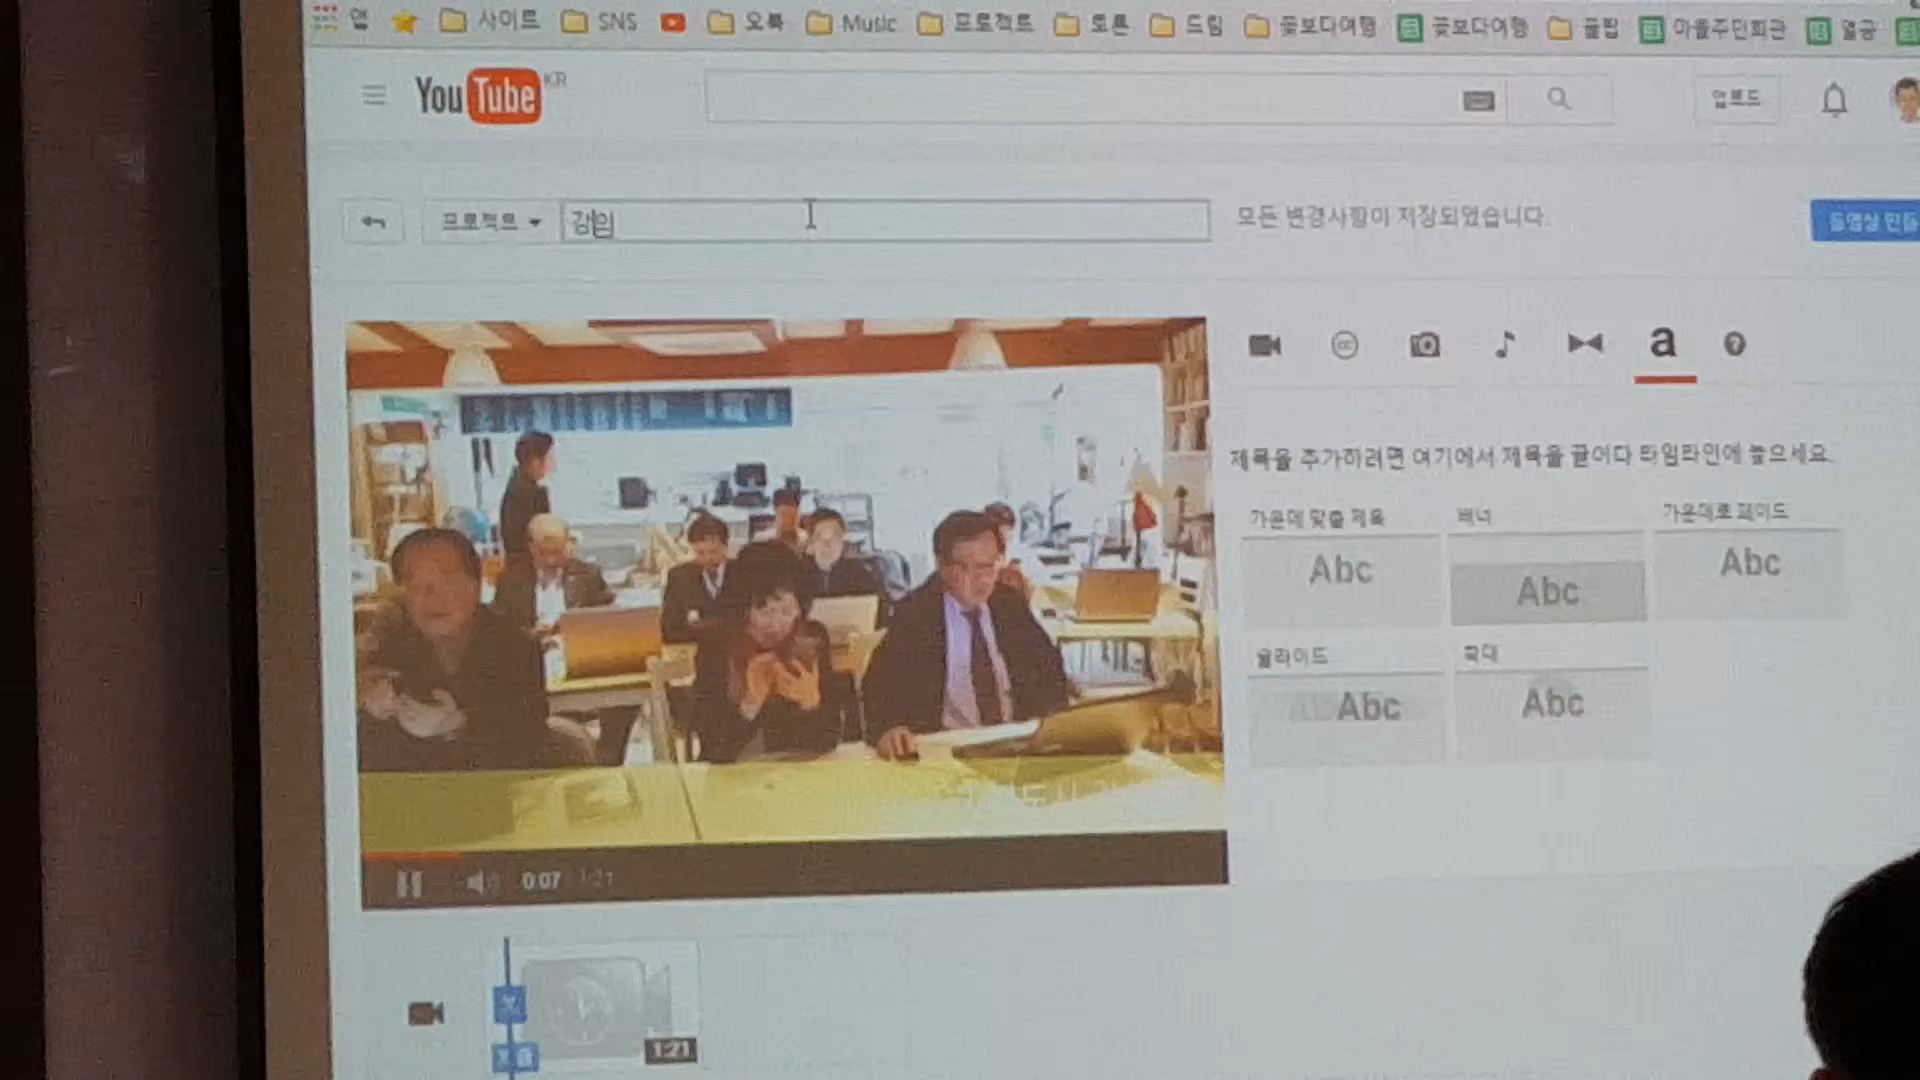 앱 사이트 SNS 오룩 Music 프로젝트 토론 드림 꽃보다여행 꽃보다여행 꿀팁 마을주민회관 열공
YouTube KR 업로드
프로젝트 모든 변경사항이 저장되었습니다.
동영상 만들
a
제목을 추가하려면 여기에서 제목을 끌어다 타임라인에 놓으세요.
가운데 맞춤 제목 배너 가운데로 페이드
Abc Abc Abc
슬라이드 확대
Abc Abc
0:07 1:21
1:21